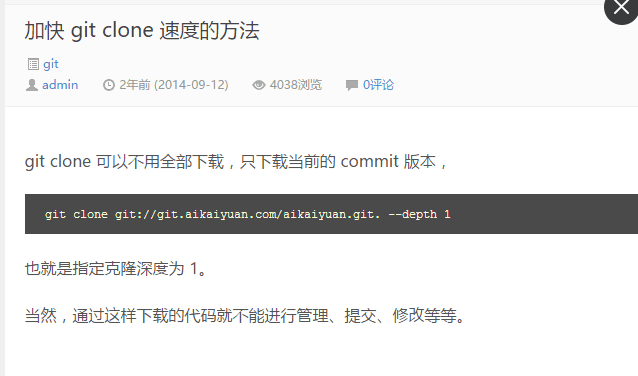 加快 git clone 速度的方法
git
admin 2年前 (2014-09-12) 4038浏览 0评论
git clone 可以不用全部下载，只下载当前的 commit 版本，
git clone git://git.aikaiyuan.com/aikaiyuan.git. --depth 1
也就是指定克隆深度为 1。
当然，通过这样下载的代码就不能进行管理、提交、修改等等。